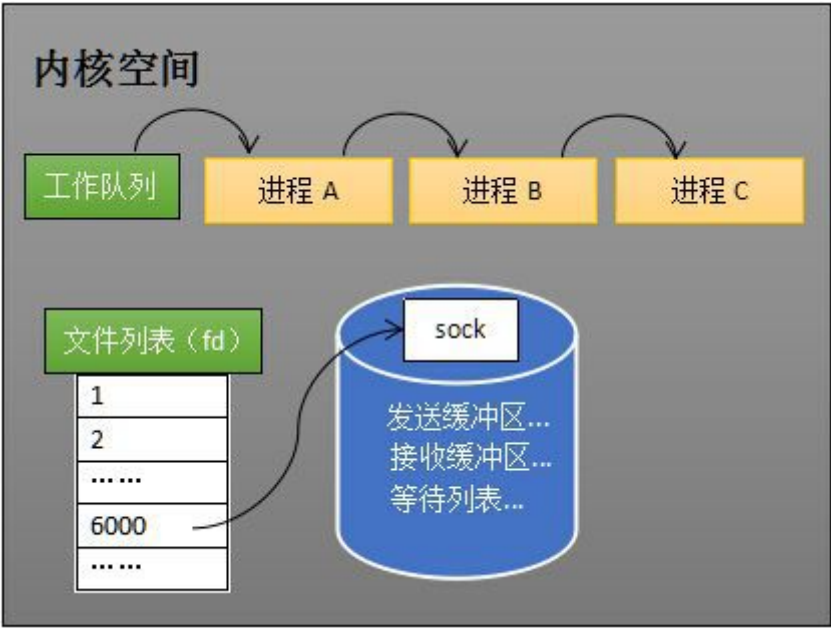 内核空间
工作队列
进程 A
进程 B
进程 C
文件列表（fd）
1
2
……
6000
……
sock
发送缓冲区...
接收缓冲区...
等待列表...